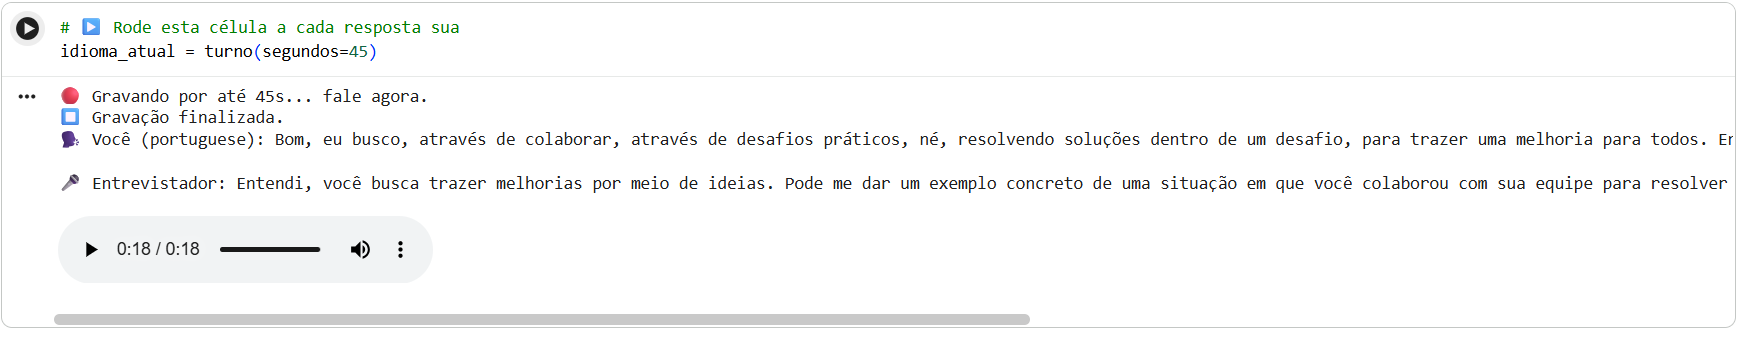 # ▶️ Rode esta célula a cada resposta sua
idioma_atual = turno(segundos=45)
🔴 Gravando por até 45s... fale agora.
⏹️ Gravação finalizada.
🗣️ Você (portuguese): Bom, eu busco, através de colaborar, através de desafios práticos, né, resolvendo soluções dentro de um desafio, para trazer uma melhoria para todos.
🎤 Entrevistador: Entendi, você busca trazer melhorias por meio de ideias. Pode me dar um exemplo concreto de uma situação em que você colaborou com sua equipe para resolver
0:18 / 0:18